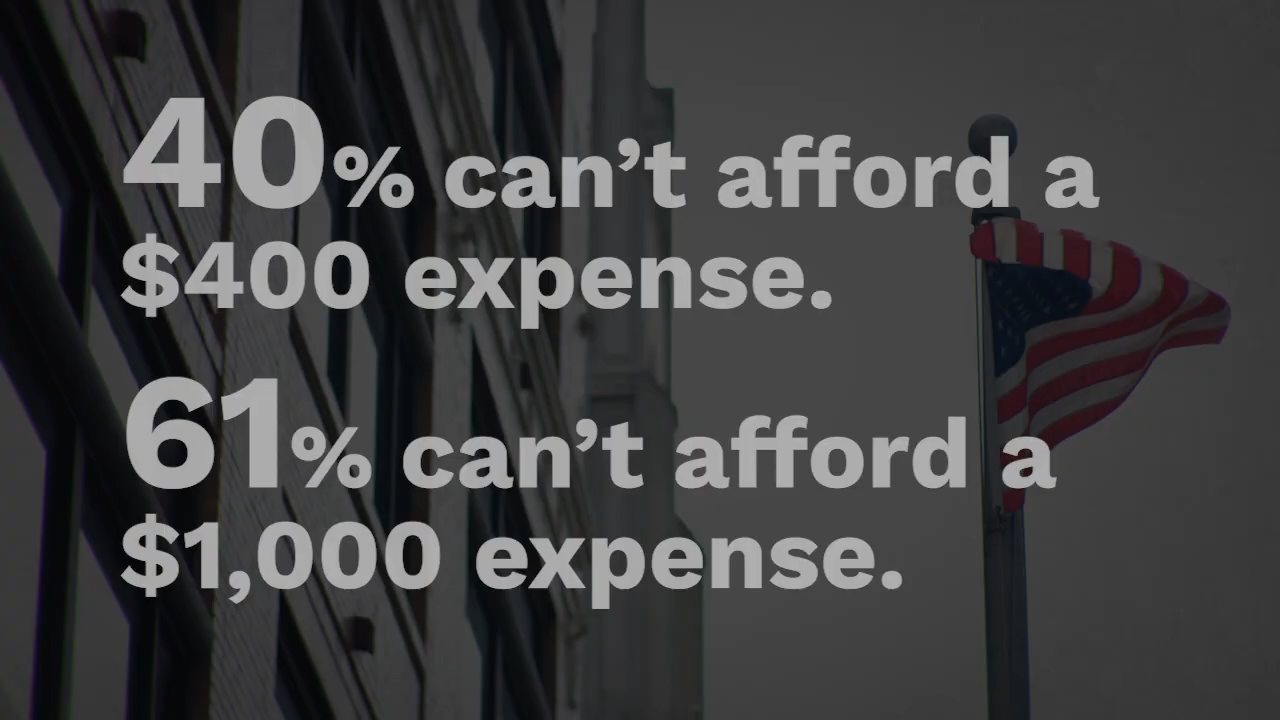 40% can’t afford a
$400 expense.
61% can’t afford a
$1,000 expense.